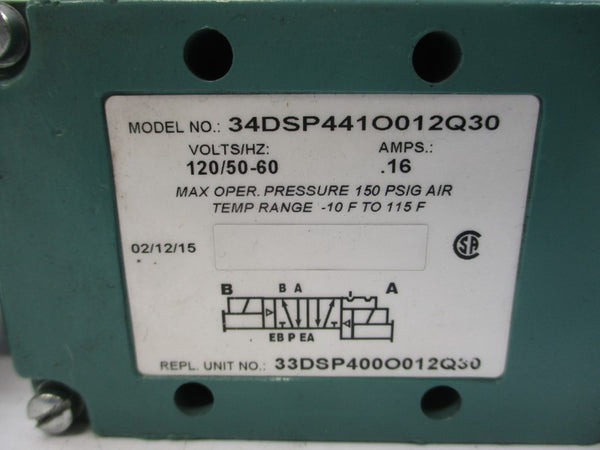 MODEL NO.: 34DSP441O012Q30
VOLTS/HZ: AMPS.:
120/50-60 .16
MAX OPER. PRESSURE 150 PSIG AIR
TEMP RANGE -10 F TO 115 F
02/12/15
SA
B B A A
EB P EA
REPL. UNIT NO.: 33DSP400O012Q30